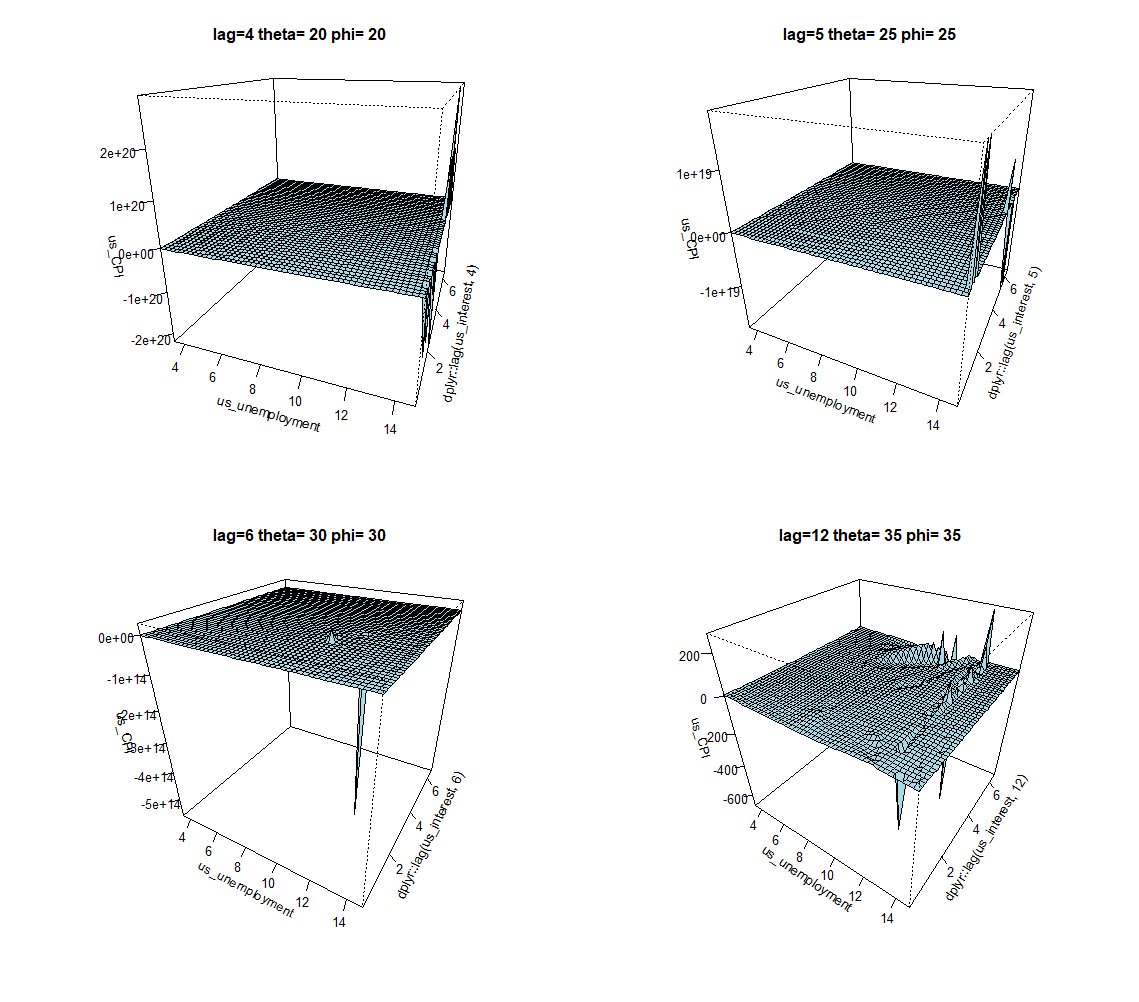 lag=4 theta= 20 phi= 20
2e+20
1e+20
0e+00
-1e+20
-2e+20
us_CPI
4
6
8
10
12
14
us_unemployment
2
4
6
dplyr::lag(us_interest, 4)
lag=5 theta= 25 phi= 25
1e+19
0e+00
-1e+19
us_CPI
4
6
8
10
12
14
us_unemployment
2
4
6
dplyr::lag(us_interest, 5)
lag=6 theta= 30 phi= 30
0e+00
-1e+14
-2e+14
-3e+14
-4e+14
-5e+14
us_CPI
4
6
8
10
12
14
us_unemployment
2
4
6
dplyr::lag(us_interest, 6)
lag=12 theta= 35 phi= 35
200
0
-200
-400
-600
us_CPI
4
6
8
10
12
14
us_unemployment
2
4
6
dplyr::lag(us_interest, 12)